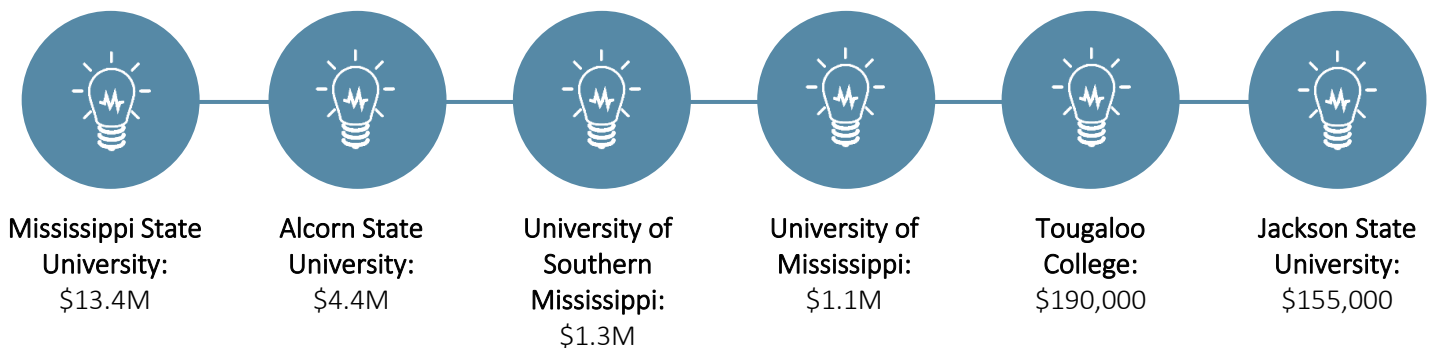 Mississippi State
University:
$13.4M
Alcorn State
University:
$4.4M
University of
Southern
Mississippi:
$1.3M
University of
Mississippi:
$1.1M
Tougaloo
College:
$190,000
Jackson State
University:
$155,000